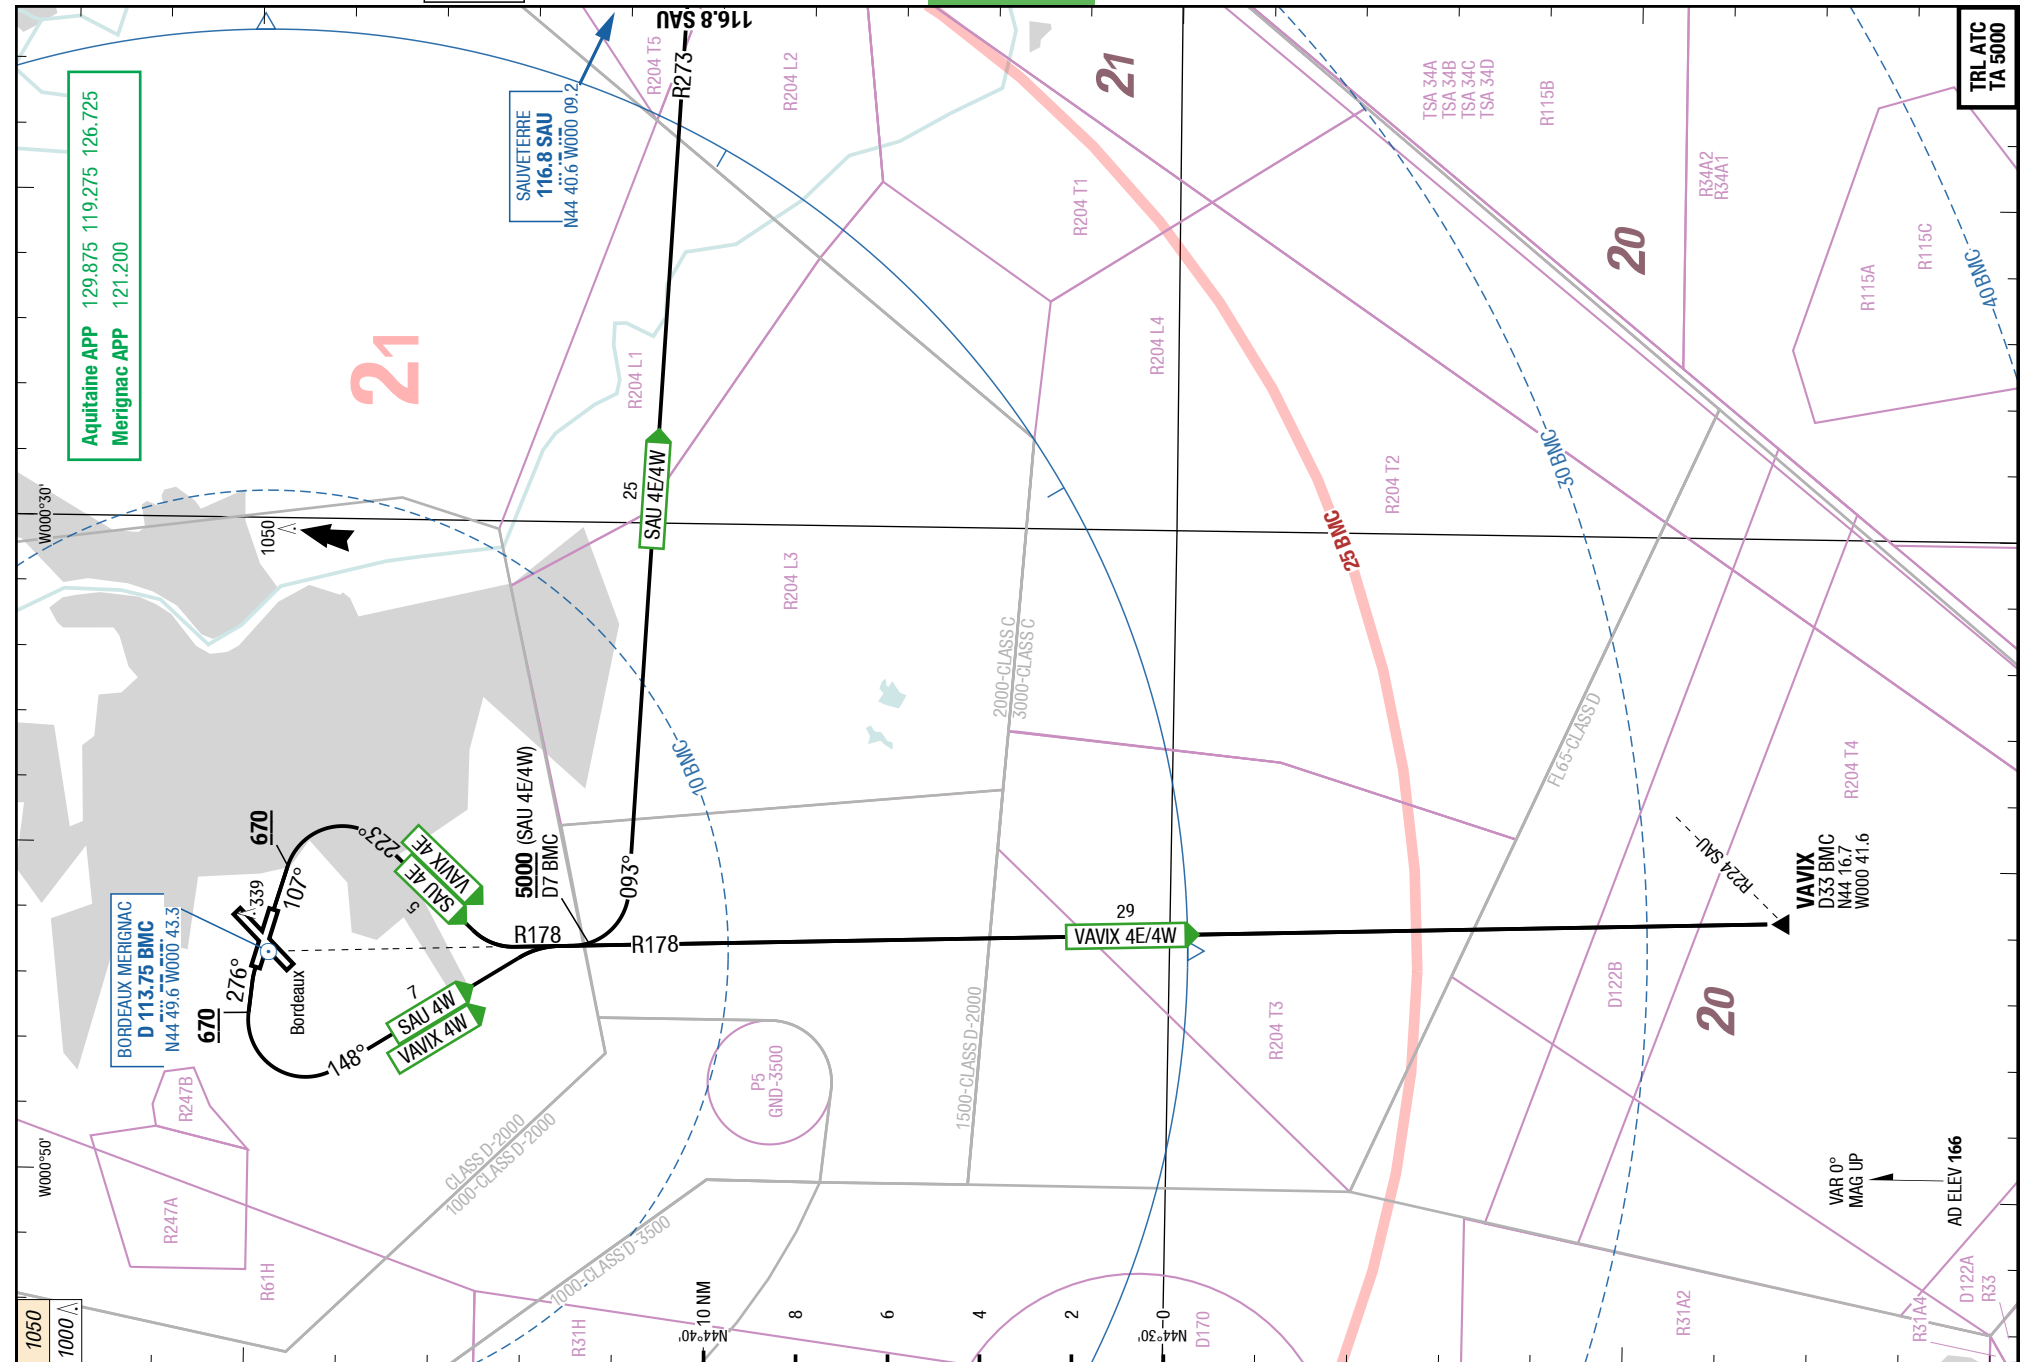 116.8 SAU
R273
TRL ATC
TA 5000
Aquitaine APP 129.875 119.275 126.725
Merignac APP 121.200
SAUVETERRE
116.8 SAU
N44 40.6 W000 09.2
R204 T5
R204 L2
21
TSA 34A
TSA 34B
TSA 34C
TSA 34D
R115B
R34A2
R34A1
R204 T1
20
R115A
R115C
40 BMC
21
R204 L1
R204 L4
25
SAU 4E/4W
W000°30'
1050
R204 T2
30 BMC
25 BMC
R204 L3
2000-CLASS C
3000-CLASS C
FL65-CLASS D
10 BMC
R204 T4
670
107°
339
223°
SAU 4E
VAVIX 4E
5
5000 (SAU 4E/4W)
D7 BMC
093°
R224 SAU
VAVIX
D33 BMC
N44 16.7
W000 41.6
BORDEAUX MERIGNAC
D 113.75 BMC
N44 49.6 W000 43.3
276°
670
Bordeaux
R178
R178
29
VAVIX 4E/4W
7
SAU 4W
VAVIX 4W
148°
D122B
20
R204 T3
P5
GND-3500
1500-CLASS D-2000
R247B
R247A
CLASS D-2000
1000-CLASS D-2000
1000-CLASS D-3500
W000°50'
R61H
VAR 0°
MAG UP
AD ELEV 166
1050
1000
R31H
N44°40'
10 NM
8
6
4
2
0
N44°30'
D170
R31A2
R31A4
D122A
R33